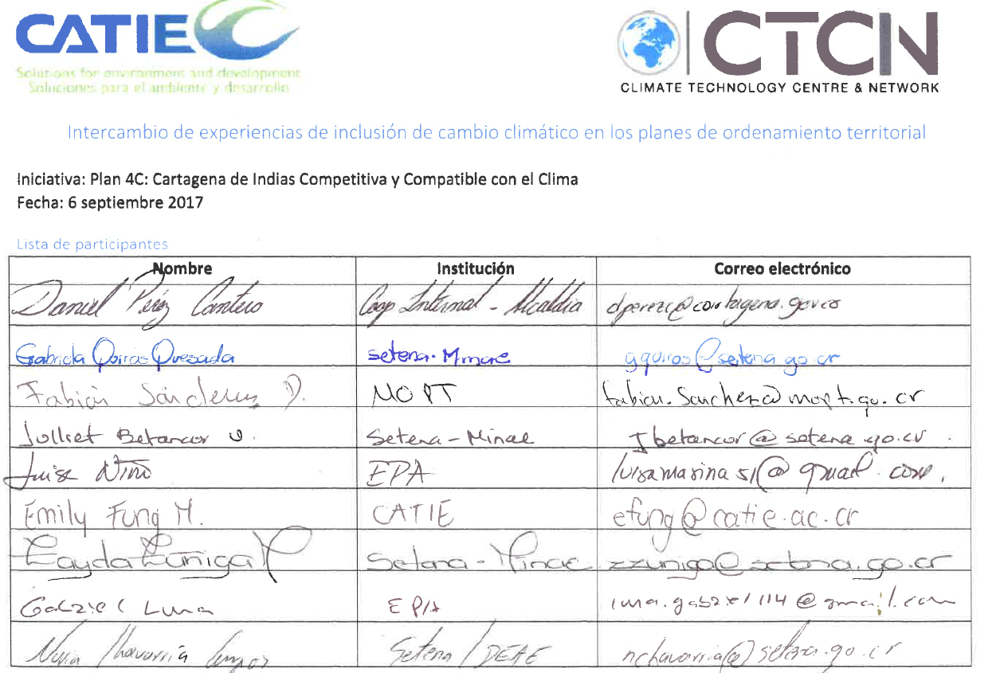 CATIE
Solutions for environment and development
Soluciones para el ambiente y desarrollo
CTCN
CLIMATE TECHNOLOGY CENTRE & NETWORK
Intercambio de experiencias de inclusión de cambio climático en los planes de ordenamiento territorial
Iniciativa: Plan 4C: Cartagena de Indias Competitiva y Compatible con el Clima
Fecha: 6 septiembre 2017
Lista de participantes
Nombre Institución Correo electrónico
Daniel Pérez Cantero Coop Internal - Alcaldia dperezc@cartagena.gov.co
Gabriela Quirós Quesada setena-Minae gquiros@setena.go.cr
Fabián Sánchez D. MOPT fabian.sanchez@mopt.go.cr
Jolliet Betancor U. Setena-Minae Jbetancor@setena.go.cr
Luisa Niño EPA luisamarina51@gmail.com
Emily Fung M. CATIE efung@catie.ac.cr
Zayda Zúñiga Setena-Minae zzuniga@setena.go.cr
Gabriel Luna EPA luna.gabriel114@gmail.com
Nuria Chavarría Setena/DEAE nchavarria@setena.go.cr